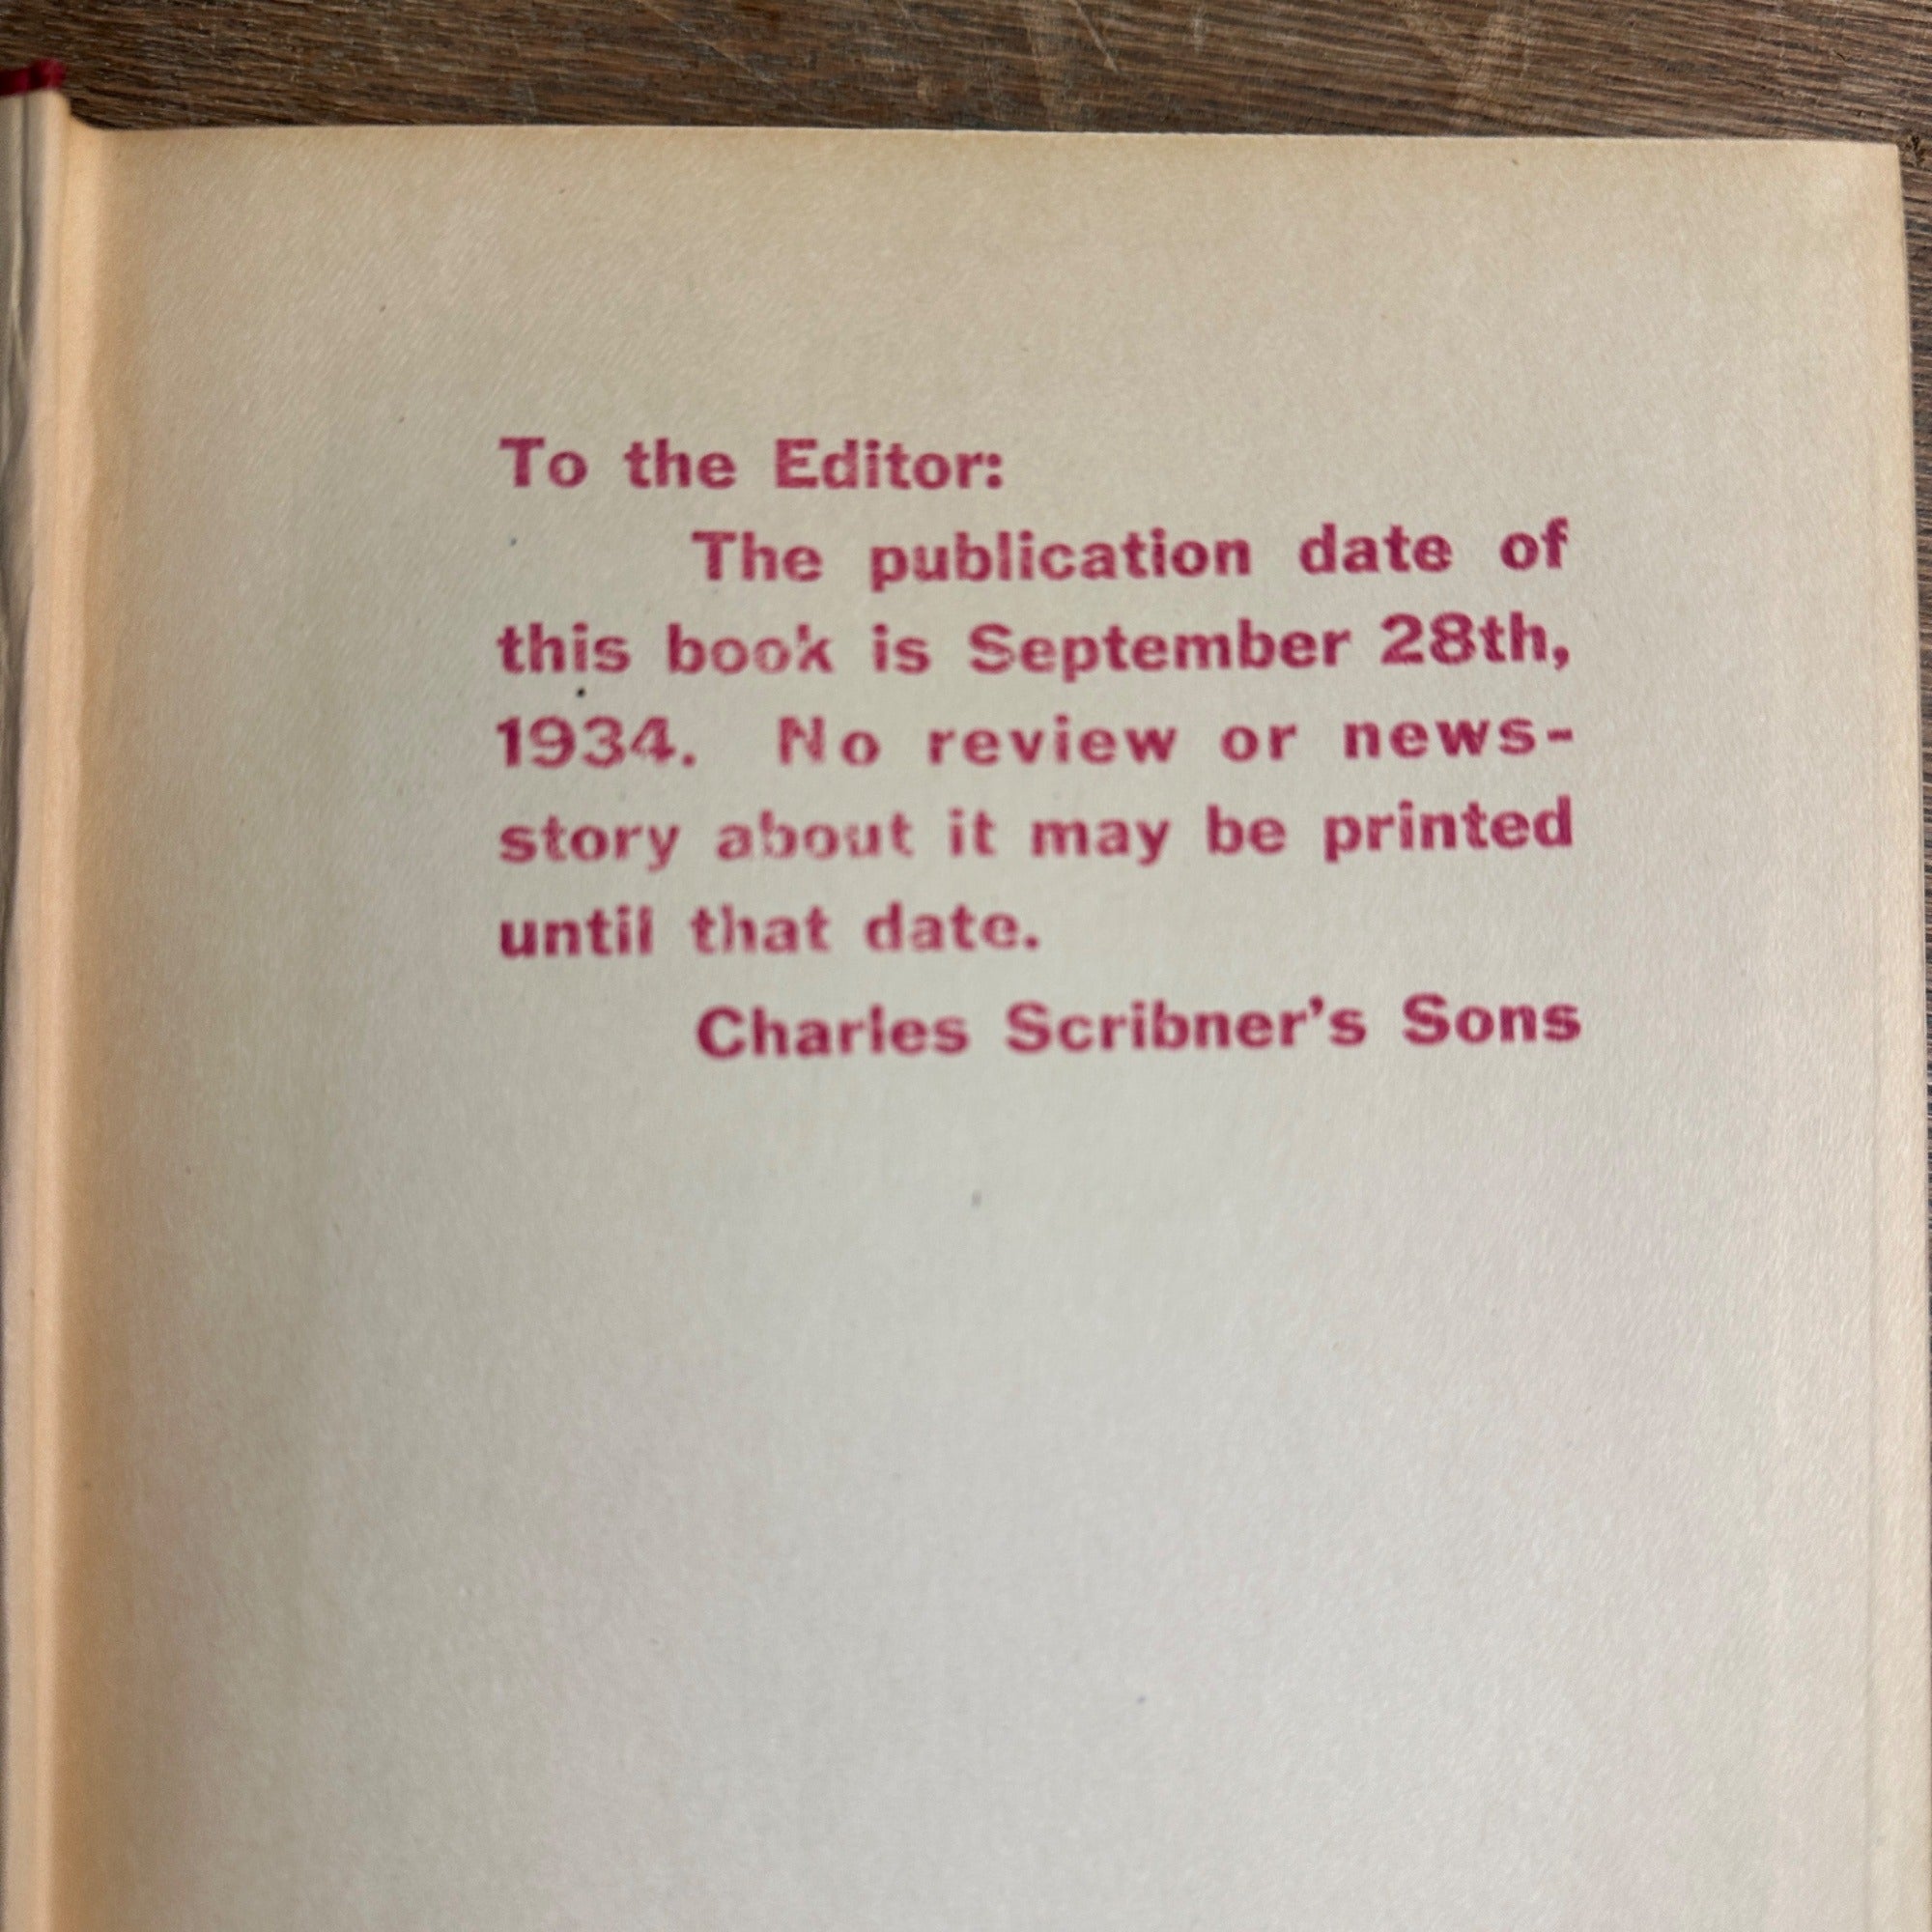 To the Editor:
The publication date of
this book is September 28th,
1934. No review or news-
story about it may be printed
until that date.
Charles Scribner's Sons